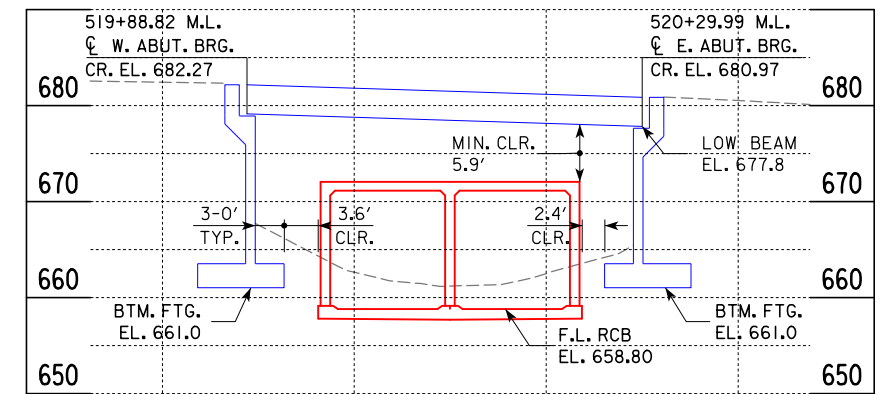 519+88.82 M.L.
℄ W. ABUT. BRG.
CR. EL. 682.27
520+29.99 M.L.
℄ E. ABUT. BRG.
CR. EL. 680.97
680
680
MIN. CLR.
5.9'
LOW BEAM
EL. 677.8
670
670
3-0'
TYP.
3.6'
CLR.
2.4'
CLR.
660
660
BTM. FTG.
EL. 661.0
F.L. RCB
EL. 658.80
BTM. FTG.
EL. 661.0
650
650